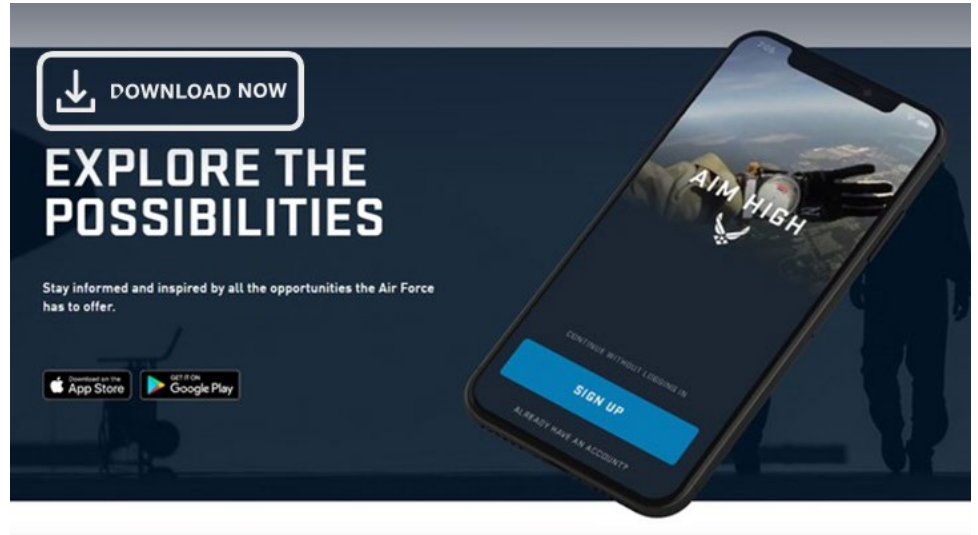 DOWNLOAD NOW
EXPLORE THE
POSSIBILITIES
Stay informed and inspired by all the opportunities the Air Force
has to offer.
Download on the
App Store
GET IT ON
Google Play
7:05
AIM HIGH
CONTINUE WITHOUT LOGGING IN
SIGN UP
ALREADY HAVE AN ACCOUNT?